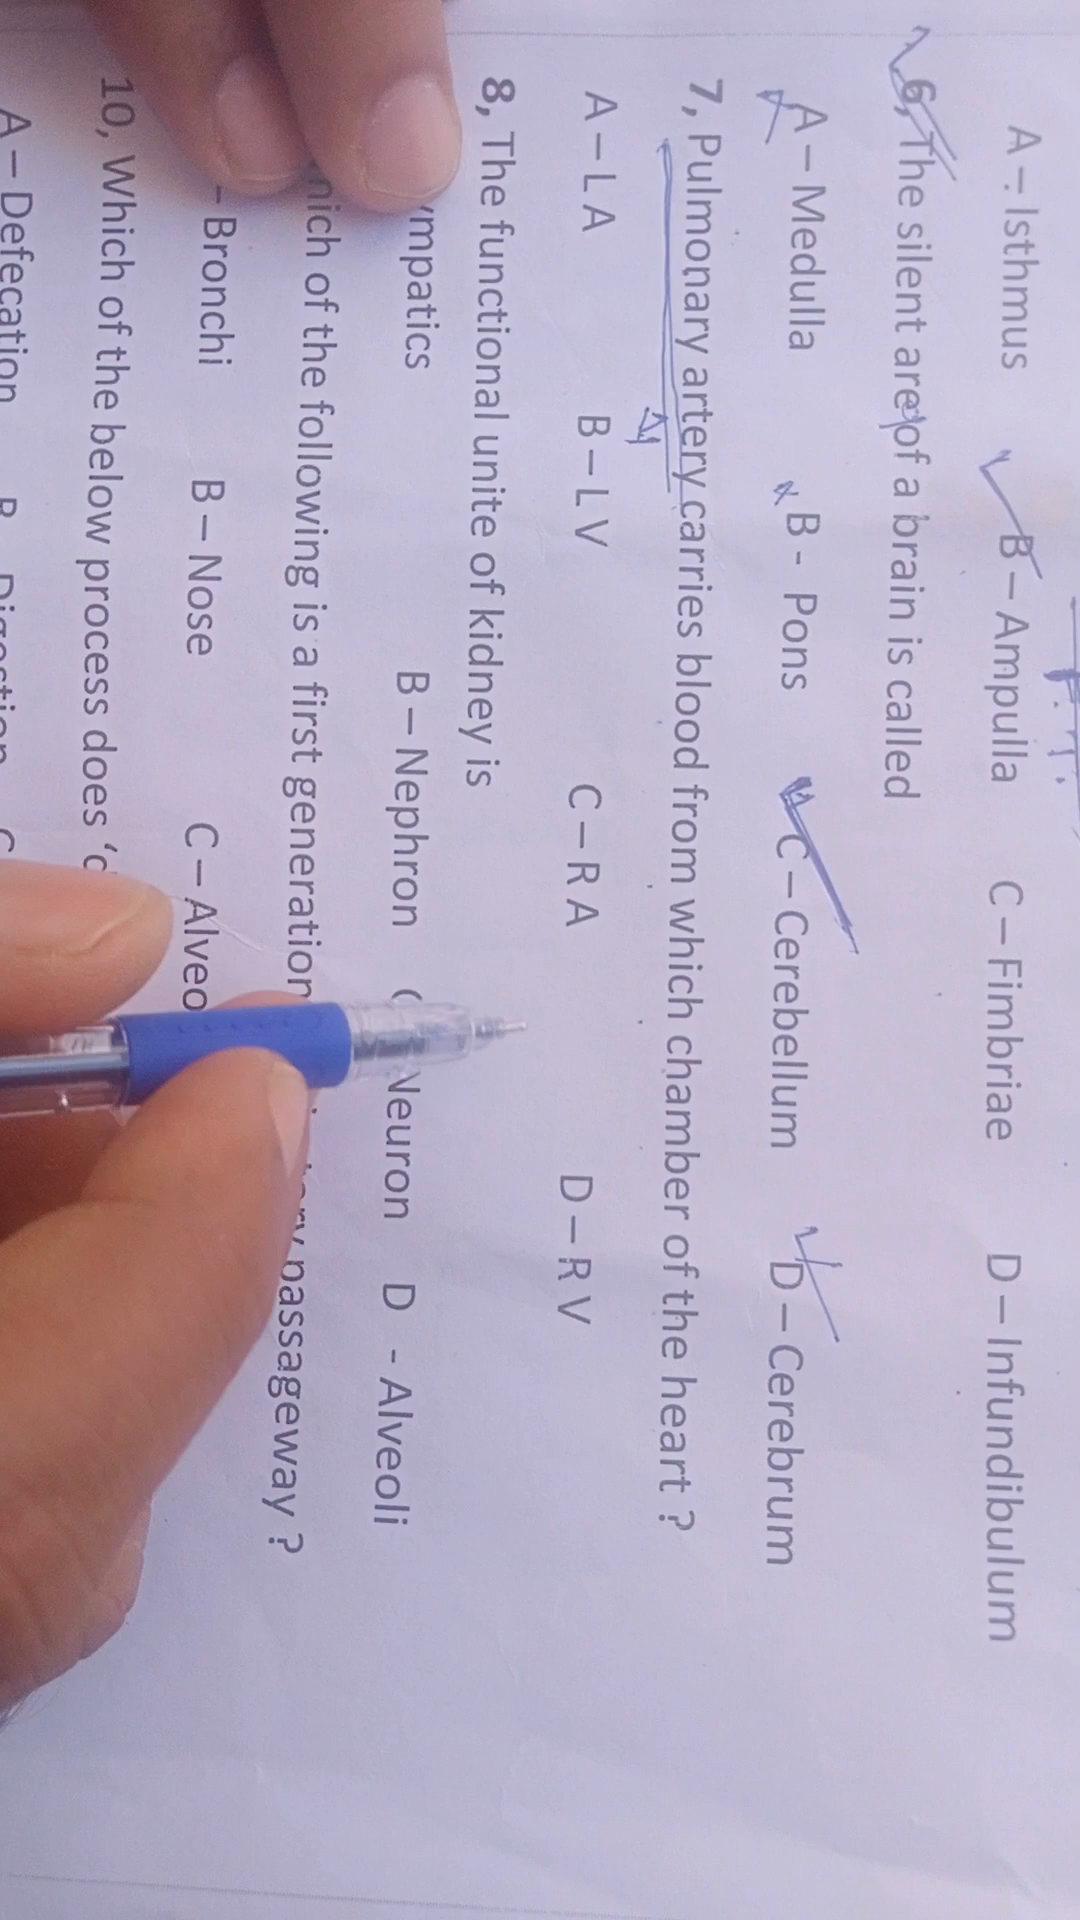 A - Isthmus B - Ampulla C - Fimbriae D - Infundibulum
6, The silent are of a brain is called
A - Medulla B - Pons C - Cerebellum D - Cerebrum
7, Pulmonary artery carries blood from which chamber of the heart ?
A - L A B - L V C - R A D - R V
8, The functional unite of kidney is
B - Nephron Neuron D - Alveoli
of the following is a first generation passageway ?
- Bronchi B - Nose C -
10, Which of the below process does
A - Defecation